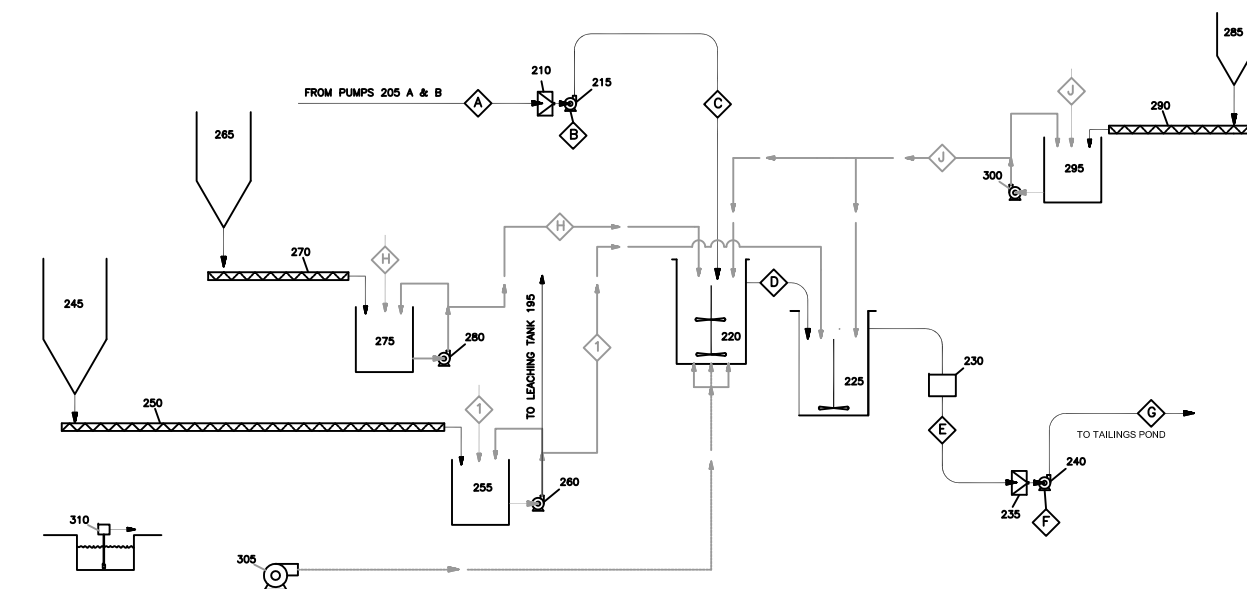 285
210
215
FROM PUMPS 205 A & B
A
B
C
J
290
265
295
J
300
H
270
H
245
D
275
280
220
TO LEACHING TANK 195
1
225
230
250
1
E
G
TO TAILINGS POND
255
260
240
235
F
310
305